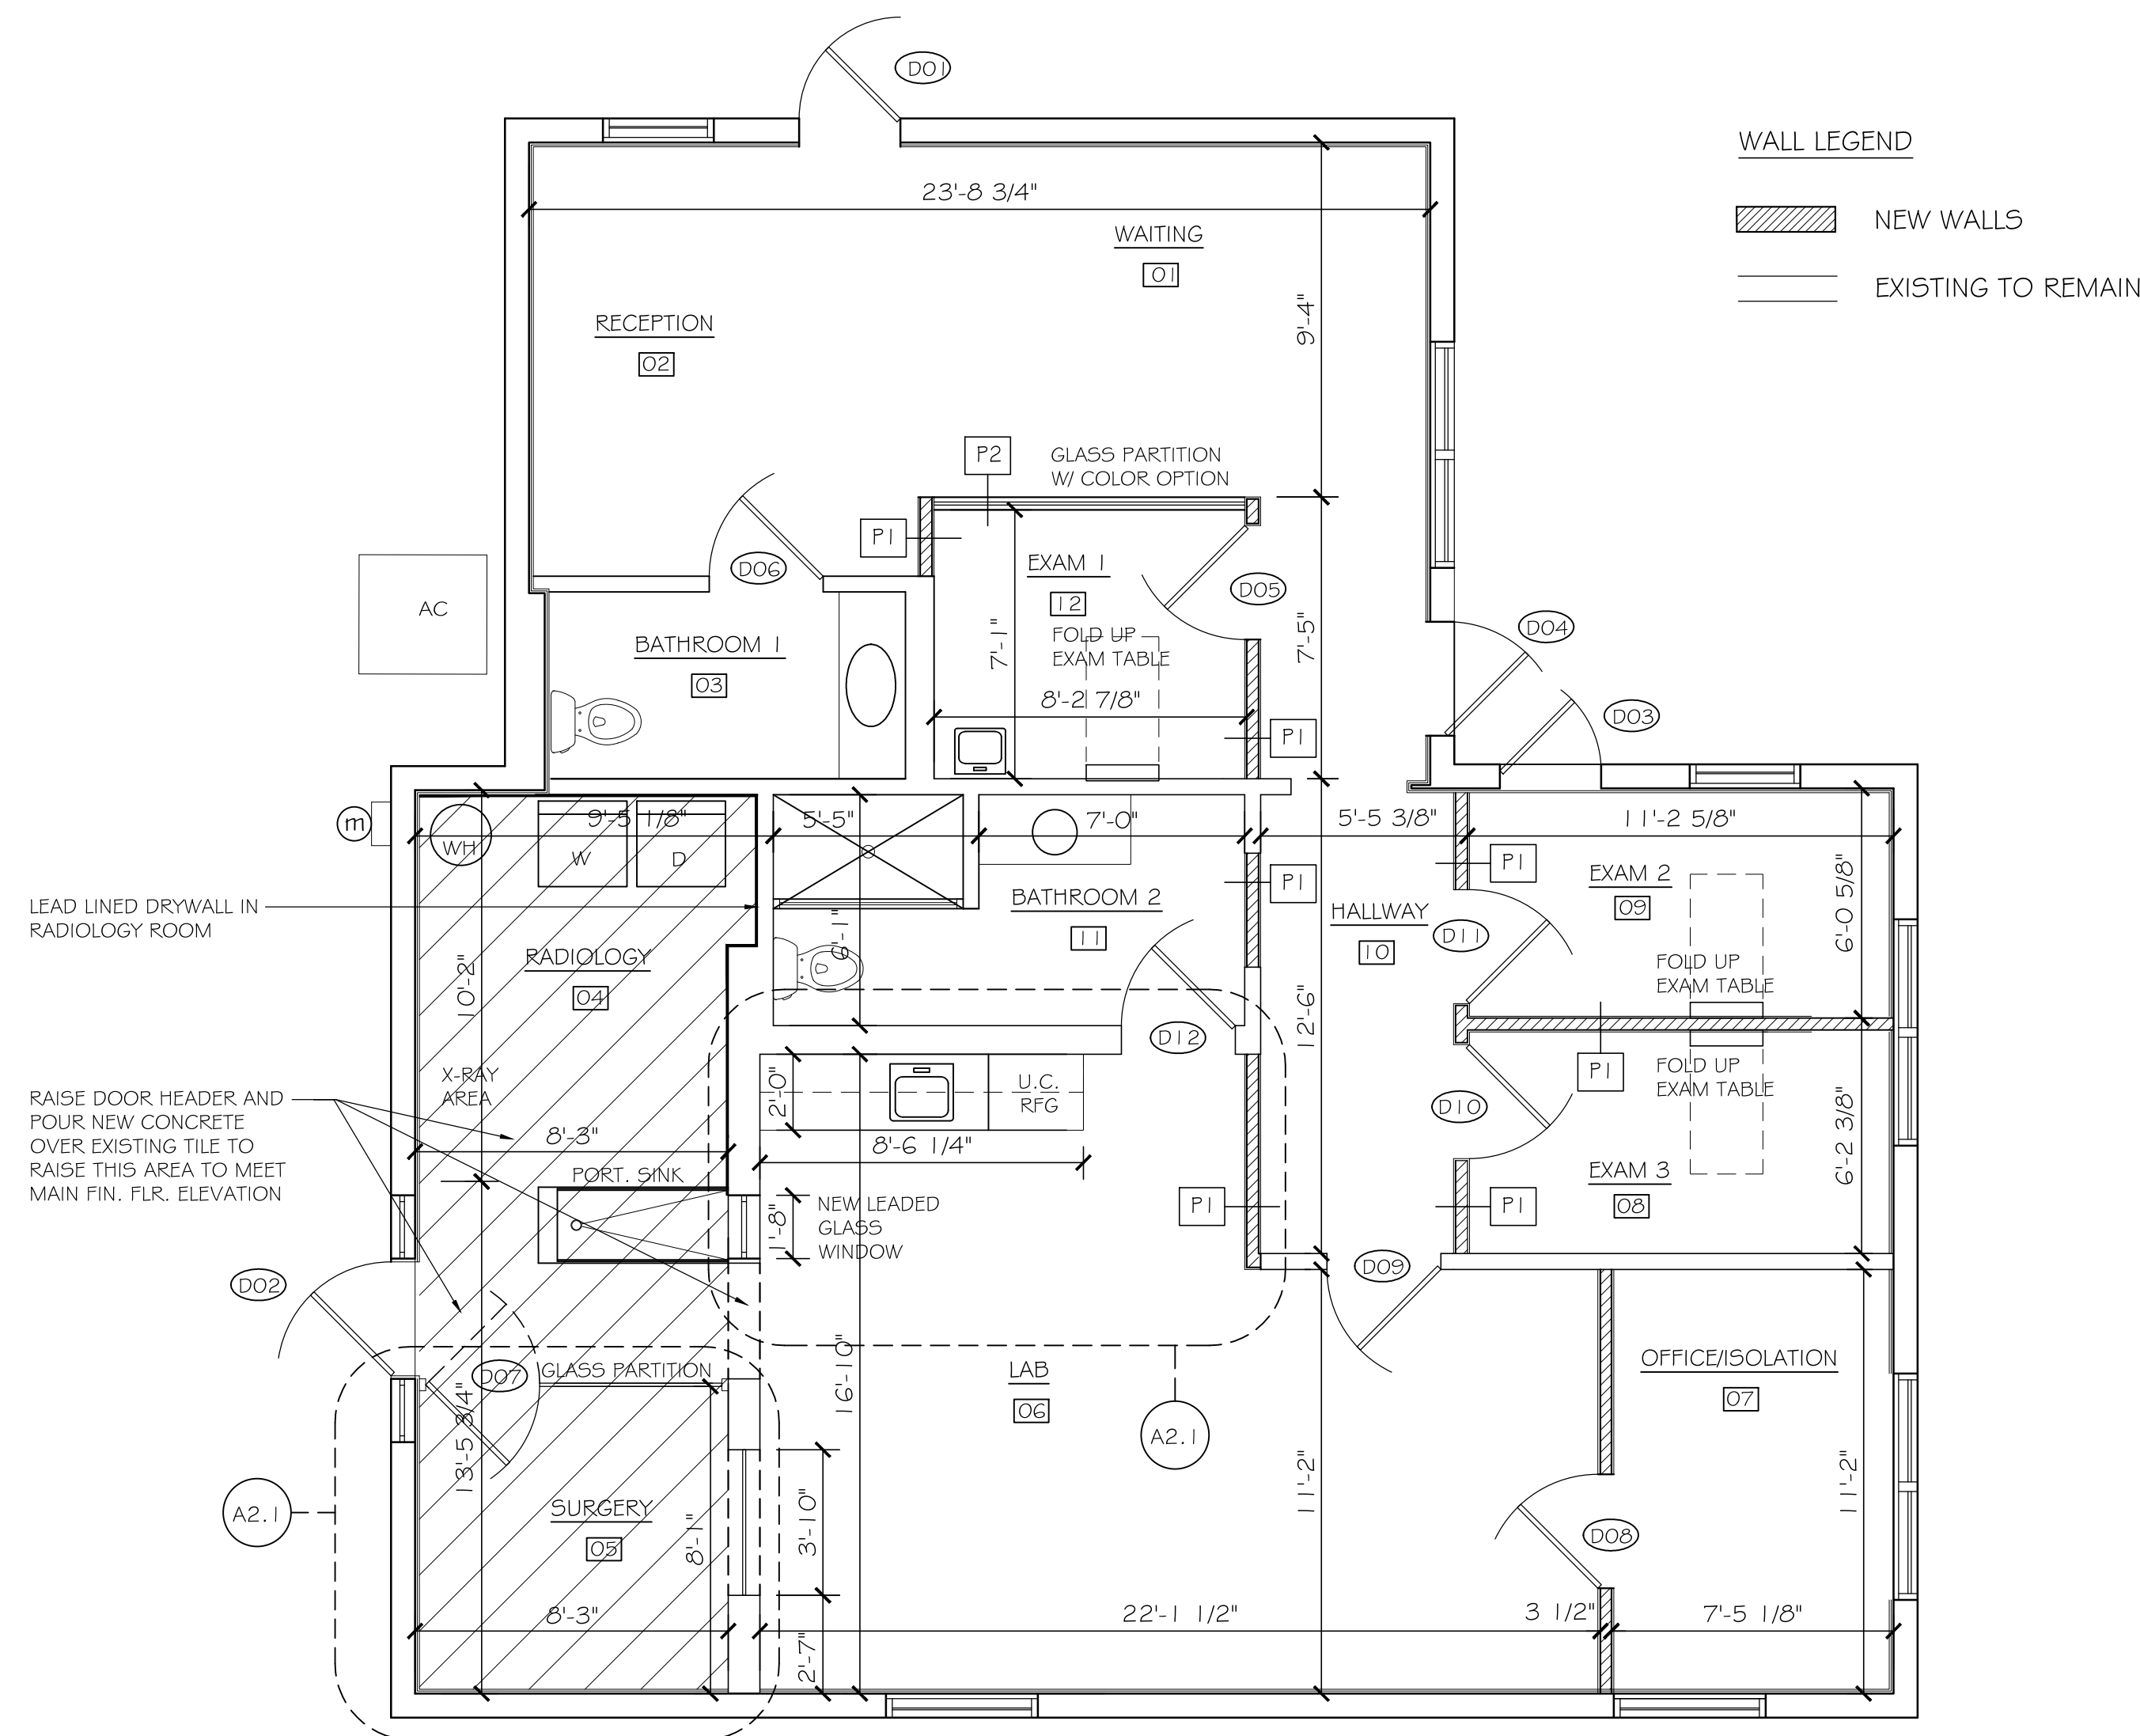 D01
WALL LEGEND
NEW WALLS
EXISTING TO REMAIN
23'-8 3/4"
WAITING
01
RECEPTION
02
9'-4"
P2
GLASS PARTITION
W/ COLOR OPTION
P1
D06
EXAM 1
12
D05
FOLD UP
EXAM TABLE
7'-1"
7'-5"
8'-2 7/8"
P1
AC
BATHROOM 1
03
D04
D03
m
WH
W
D
9'-5 1/8"
5'-5"
7'-0"
5'-5 3/8"
11'-2 5/8"
LEAD LINED DRYWALL IN
RADIOLOGY ROOM
RADIOLOGY
04
10'-2"
6'-1"
BATHROOM 2
11
P1
HALLWAY
10
P1
D11
EXAM 2
09
6'-0 5/8"
FOLD UP
EXAM TABLE
12'-6"
D12
P1
FOLD UP
EXAM TABLE
D10
6'-2 3/8"
EXAM 3
08
P1
P1
X-RAY
AREA
RAISE DOOR HEADER AND
POUR NEW CONCRETE
OVER EXISTING TILE TO
RAISE THIS AREA TO MEET
MAIN FIN. FLR. ELEVATION
2'-0"
U.C.
RFG
8'-3"
8'-6 1/4"
PORT. SINK
1'-8"
NEW LEADED
GLASS
WINDOW
D02
D09
D07
GLASS PARTITION
13'-5 3/4"
16'-10"
LAB
06
A2.1
OFFICE/ISOLATION
07
A2.1
SURGERY
05
8'-1"
3'-10"
11'-2"
11'-2"
D08
8'-3"
2'-7"
22'-1 1/2"
3 1/2"
7'-5 1/8"